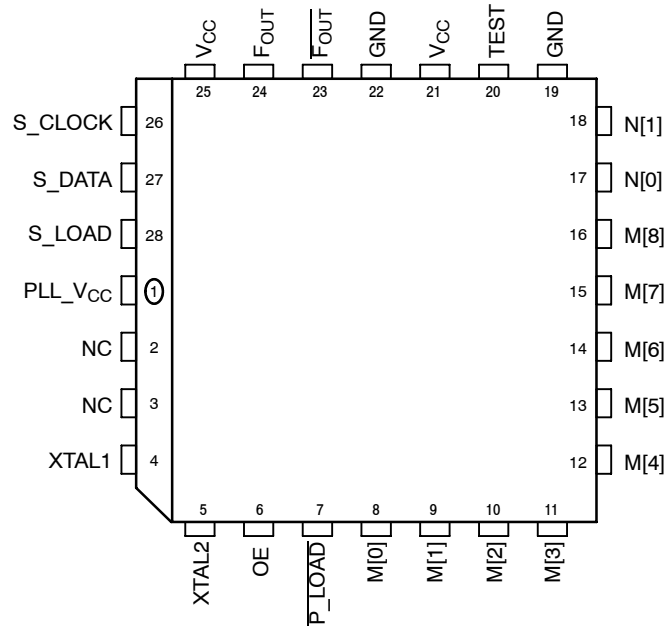 VCC FOUT F̅O̅U̅T̅ GND VCC TEST GND
25 24 23 22 21 20 19
S_CLOCK 26 18 N[1]
S_DATA 27 17 N[0]
S_LOAD 28 16 M[8]
PLL_VCC 1 15 M[7]
NC 2 14 M[6]
NC 3 13 M[5]
XTAL1 4 12 M[4]
5 6 7 8 9 10 11
XTAL2 OE P̅_̅L̅O̅A̅D̅ M[0] M[1] M[2] M[3]